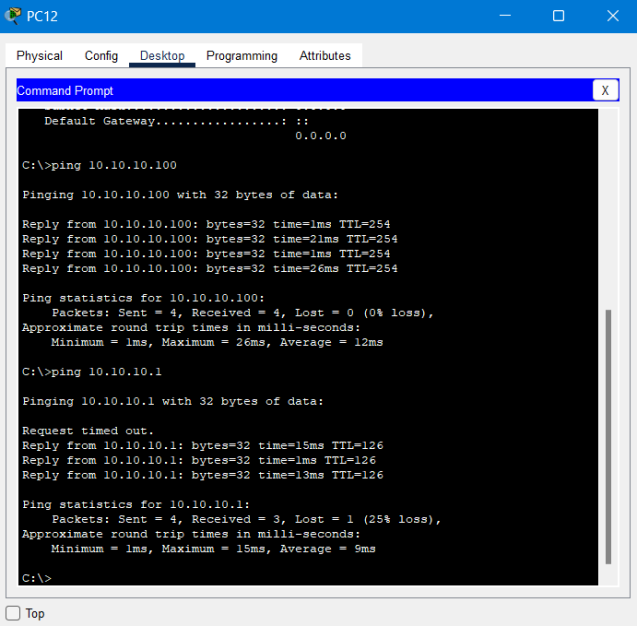 PC12
Physical Config Desktop Programming Attributes
Command Prompt
X
Default Gateway.................: ::
0.0.0.0
C:\>ping 10.10.10.100
Pinging 10.10.10.100 with 32 bytes of data:
Reply from 10.10.10.100: bytes=32 time=1ms TTL=254
Reply from 10.10.10.100: bytes=32 time=21ms TTL=254
Reply from 10.10.10.100: bytes=32 time=1ms TTL=254
Reply from 10.10.10.100: bytes=32 time=26ms TTL=254
Ping statistics for 10.10.10.100:
Packets: Sent = 4, Received = 4, Lost = 0 (0% loss),
Approximate round trip times in milli-seconds:
Minimum = 1ms, Maximum = 26ms, Average = 12ms
C:\>ping 10.10.10.1
Pinging 10.10.10.1 with 32 bytes of data:
Request timed out.
Reply from 10.10.10.1: bytes=32 time=15ms TTL=126
Reply from 10.10.10.1: bytes=32 time=1ms TTL=126
Reply from 10.10.10.1: bytes=32 time=13ms TTL=126
Ping statistics for 10.10.10.1:
Packets: Sent = 4, Received = 3, Lost = 1 (25% loss),
Approximate round trip times in milli-seconds:
Minimum = 1ms, Maximum = 15ms, Average = 9ms
C:\>
Top